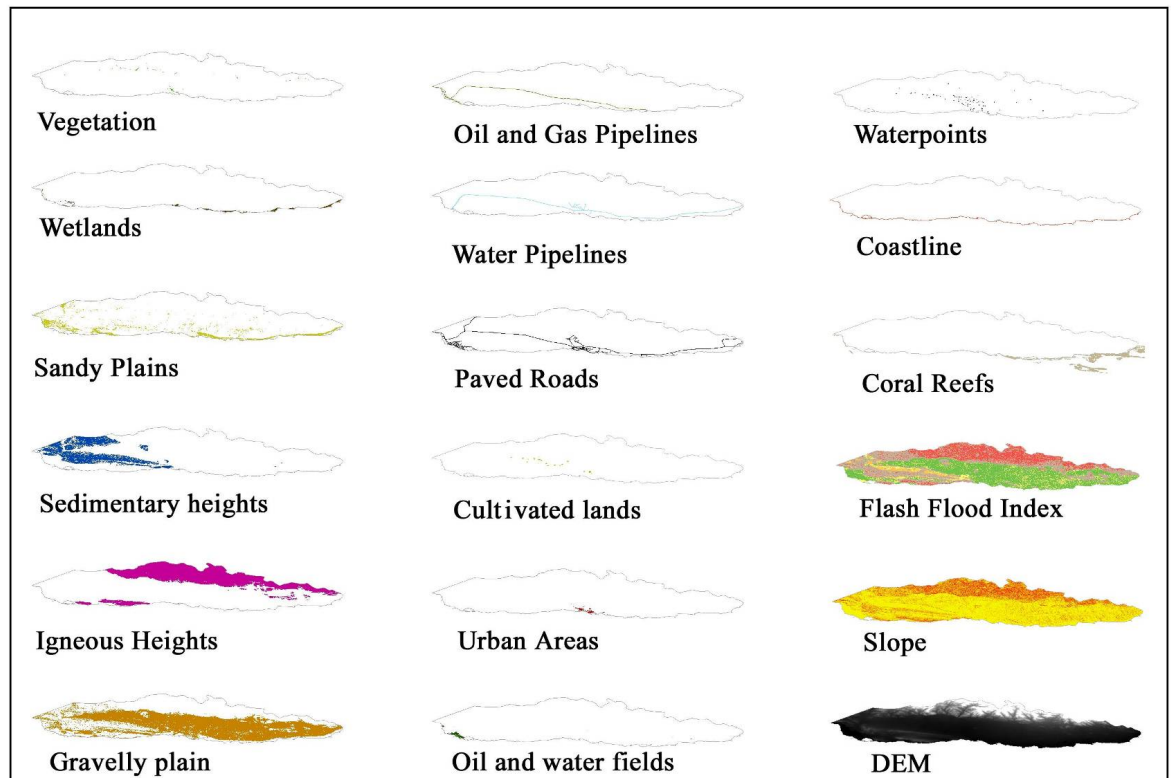 Vegetation
Oil and Gas Pipelines
Waterpoints
Wetlands
Water Pipelines
Coastline
Sandy Plains
Paved Roads
Coral Reefs
Sedimentary heights
Cultivated lands
Flash Flood Index
Igneous Heights
Urban Areas
Slope
Gravelly plain
Oil and water fields
DEM